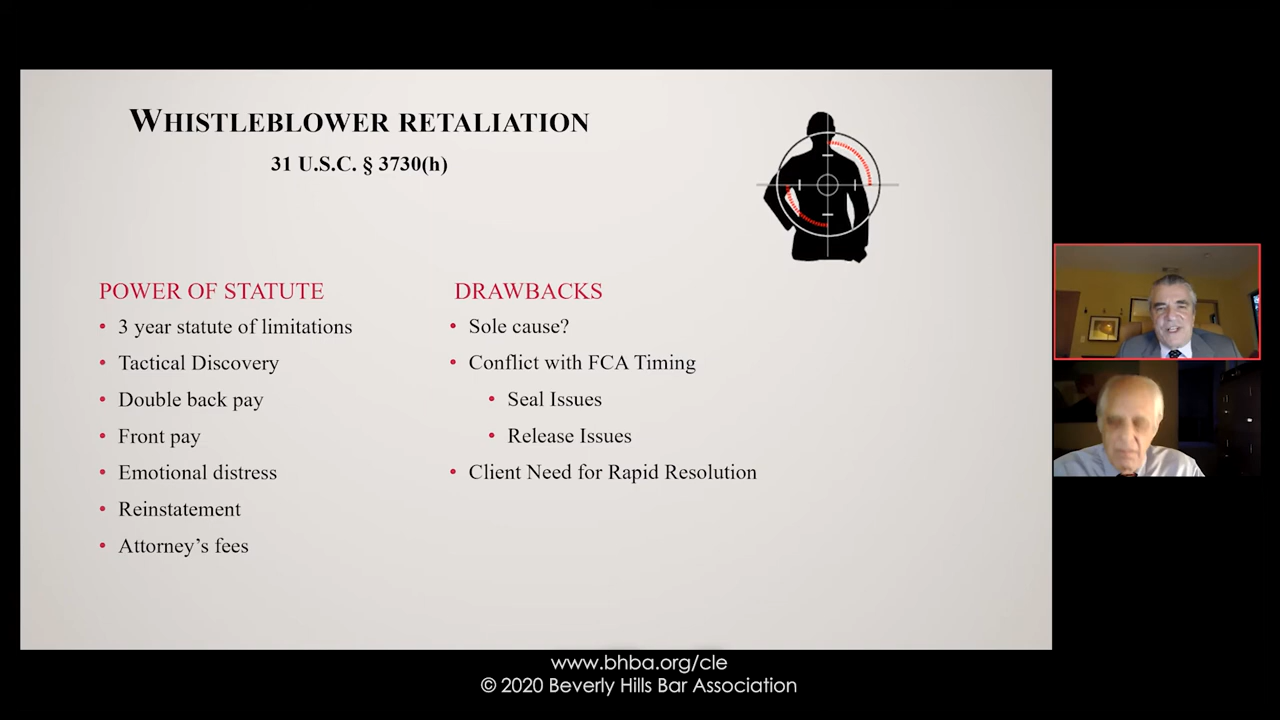 WHISTLEBLOWER RETALIATION
31 U.S.C. § 3730(h)
POWER OF STATUTE
• 3 year statute of limitations
• Tactical Discovery
• Double back pay
• Front pay
• Emotional distress
• Reinstatement
• Attorney’s fees
DRAWBACKS
• Sole cause?
• Conflict with FCA Timing
• Seal Issues
• Release Issues
• Client Need for Rapid Resolution
www.bhba.org/cle
© 2020 Beverly Hills Bar Association